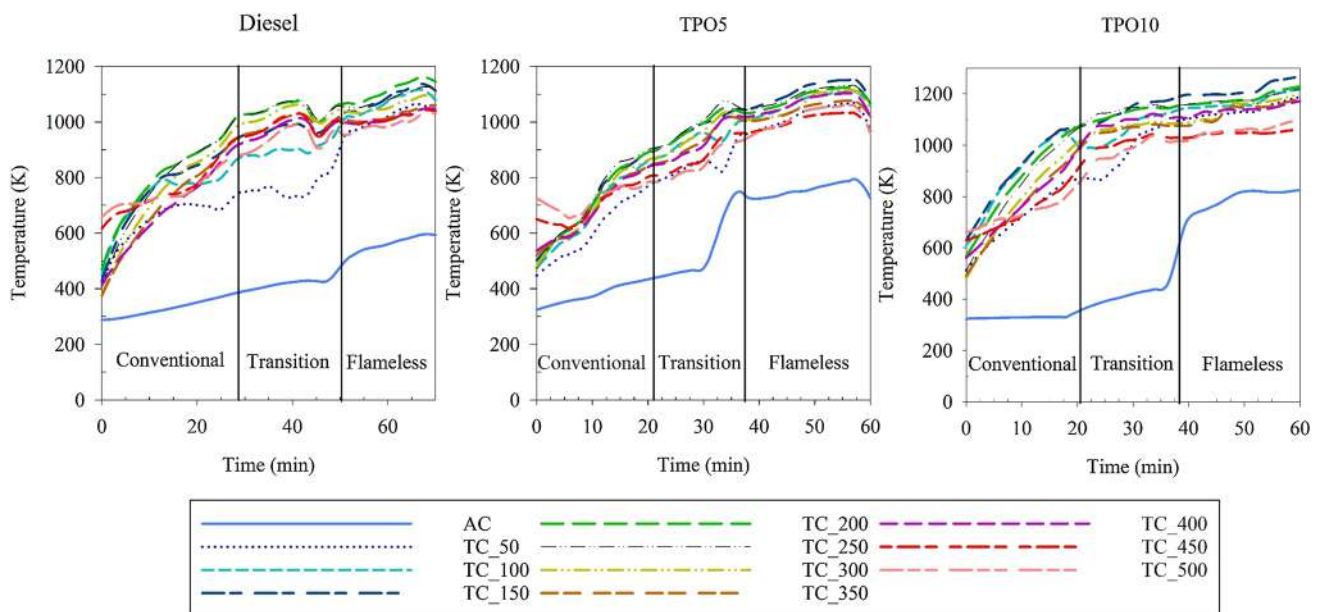 Diesel
TPO5
TPO10
Temperature (K)
1200
1000
800
600
400
200
0
Conventional
Transition
Flameless
0
20
40
60
Time (min)
Temperature (K)
1200
1000
800
600
400
200
0
Conventional
Transition
Flameless
0
10
20
30
40
50
60
Time (min)
Temperature (K)
1200
1000
800
600
400
200
0
Conventional
Transition
Flameless
0
10
20
30
40
50
60
Time (min)
AC
TC_50
TC_100
TC_150
TC_200
TC_250
TC_300
TC_350
TC_400
TC_450
TC_500